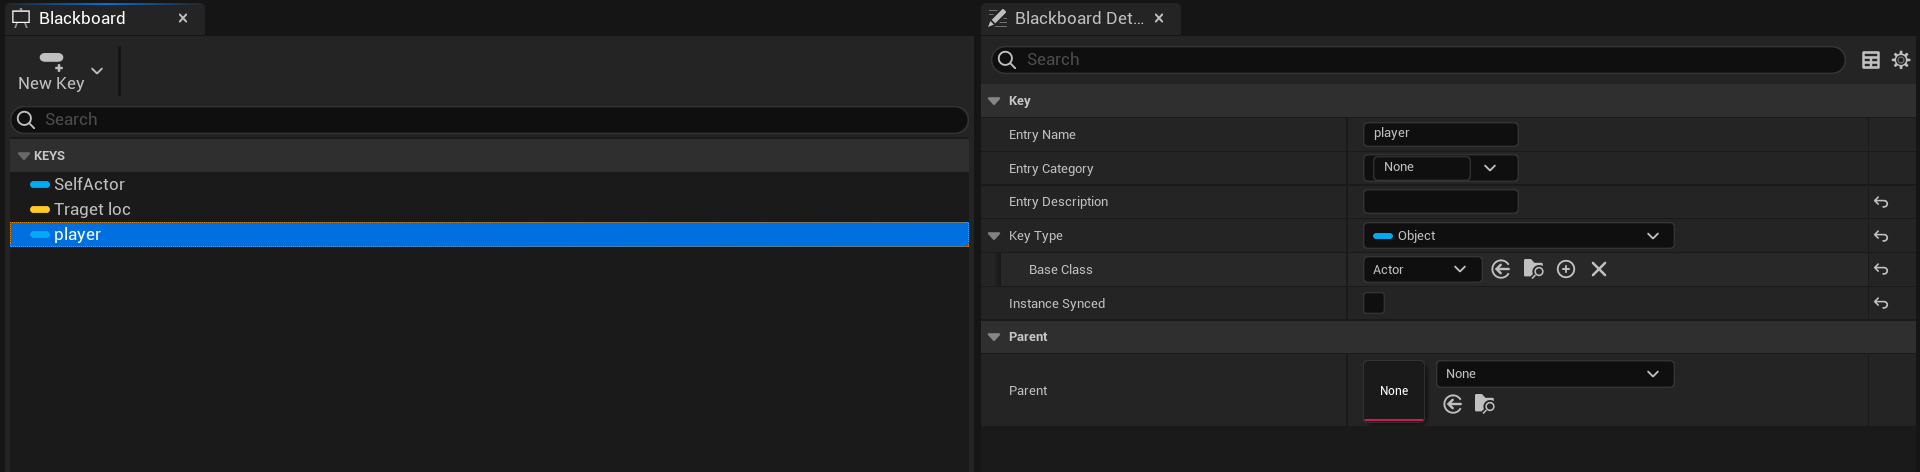 Blackboard
New Key
Search
KEYS
SelfActor
Traget loc
player
Blackboard Det...
Search
Key
Entry Name player
Entry Category None
Entry Description
Key Type Object
Base Class Actor
Instance Synced
Parent
Parent None None